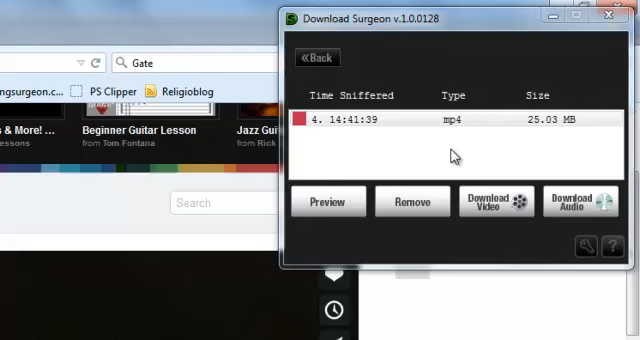 Download Surgeon v.1.0.0128
«Back
Gate
ngsurgeon.c... PS Clipper Religioblog
Time Sniffered Type Size
4. 14:41:39 mp4 25.03 MB
s & More! ... Beginner Guitar Lesson Jazz Gui
essons from Tom Fontana from Rick
Preview Remove Download Video Download Audio
Search
?